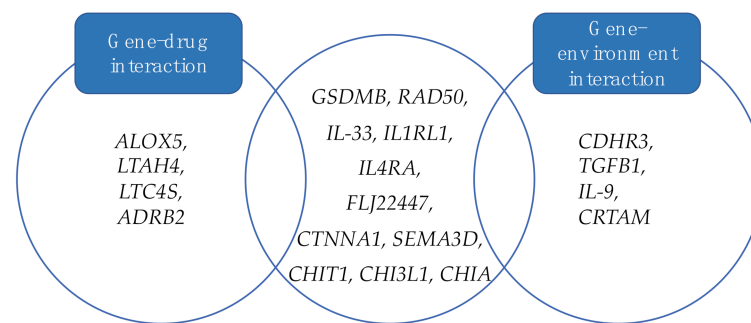 Gene-drug
interaction
ALOX5,
LTAH4,
LTC4S,
ADRB2
GSDMB, RAD50,
IL-33, IL1RL1,
IL4RA,
FLJ22447,
CTNNA1, SEMA3D,
CHIT1, CHI3L1, CHIA
Gene-
environment
interaction
CDHR3,
TGFB1,
IL-9,
CRTAM